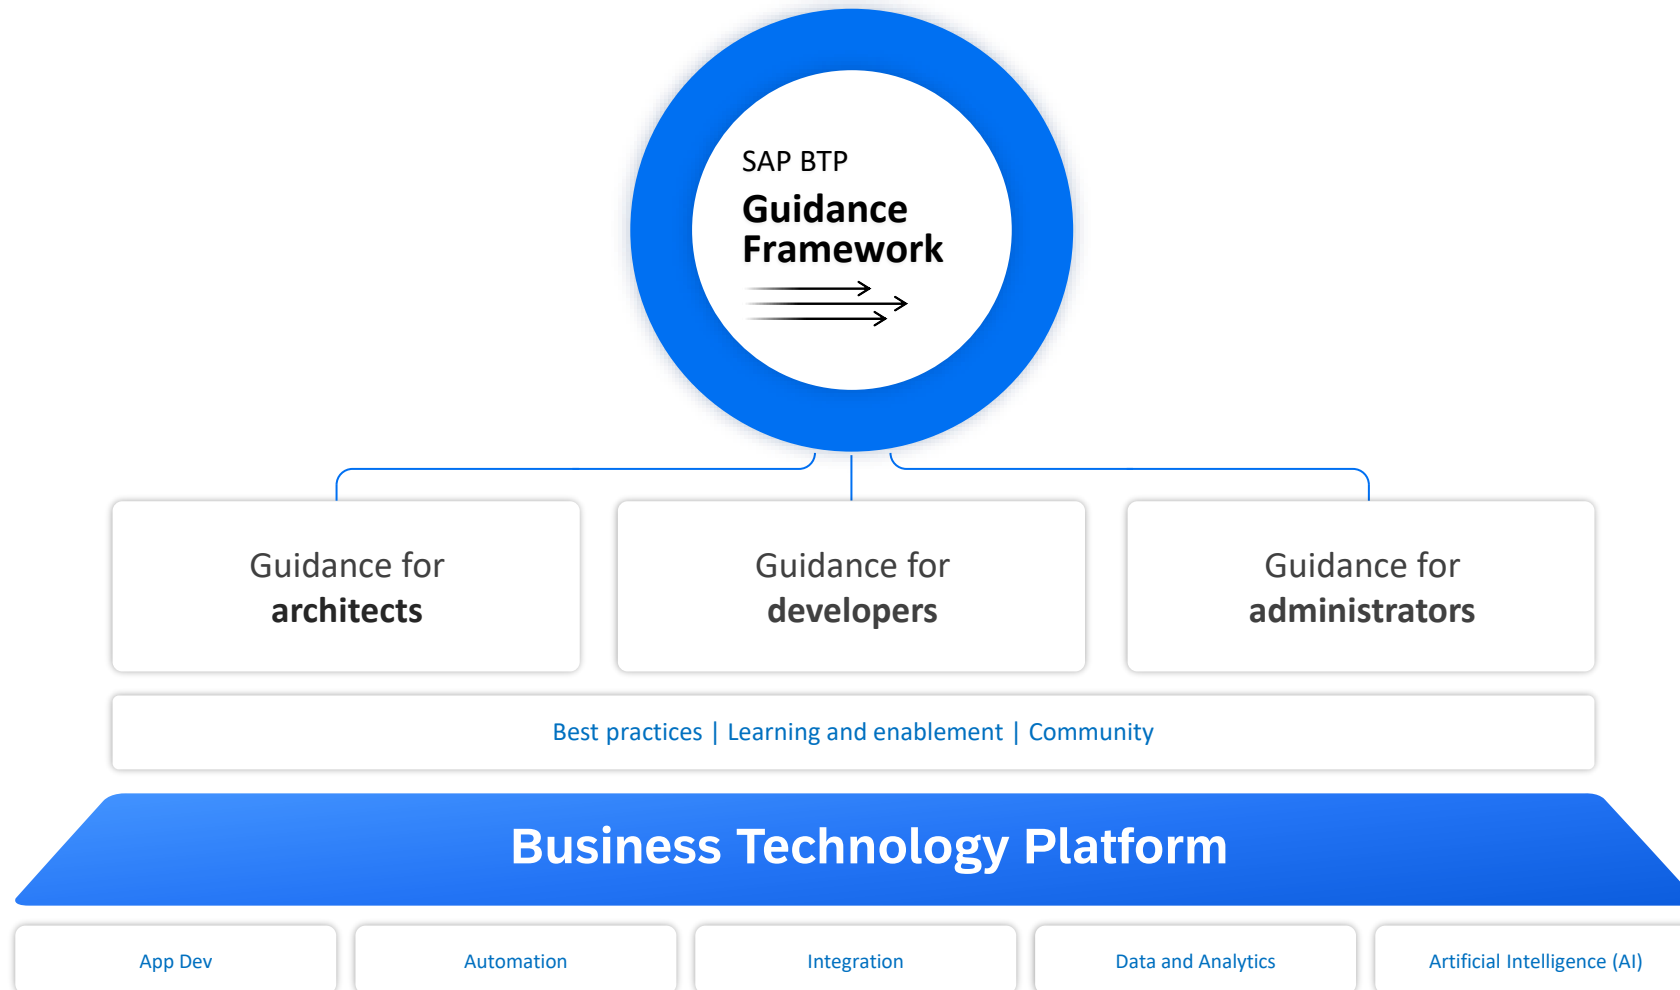 SAP BTP
Guidance
Framework
Guidance for
architects
Guidance for
developers
Guidance for
administrators
Best practices | Learning and enablement | Community
Business Technology Platform
App Dev
Automation
Integration
Data and Analytics
Artificial Intelligence (AI)